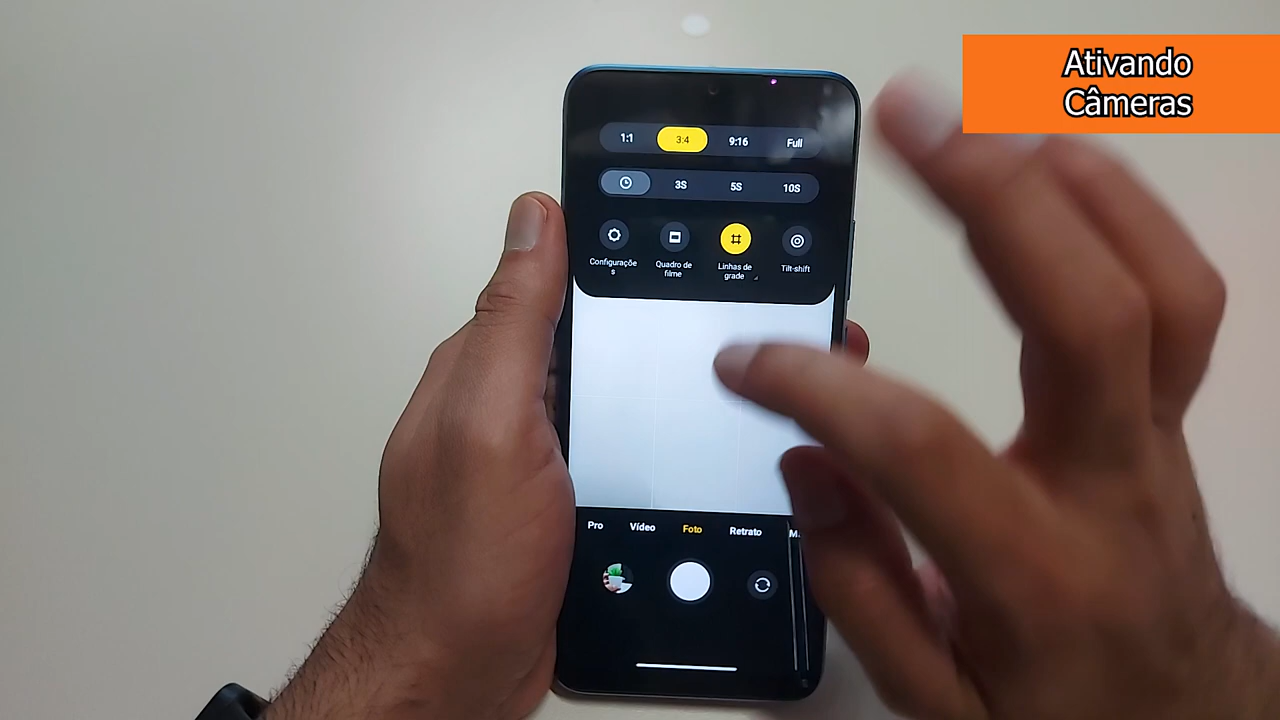 Ativando
Câmeras
1:1 3:4 9:16 Full
3S 5S 10S
Configuraçõe
s
Quadro de
filme
Linhas de
grade
Tilt-shift
Pro Vídeo Foto Retrato